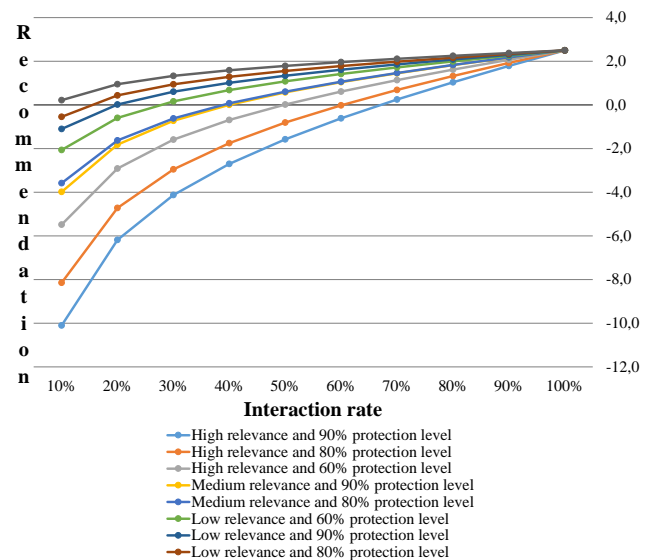 Recommendation
4,0
2,0
0,0
-2,0
-4,0
-6,0
-8,0
-10,0
-12,0
10% 20% 30% 40% 50% 60% 70% 80% 90% 100%
Interaction rate
High relevance and 90% protection level
High relevance and 80% protection level
High relevance and 60% protection level
Medium relevance and 90% protection level
Medium relevance and 80% protection level
Low relevance and 60% protection level
Low relevance and 90% protection level
Low relevance and 80% protection level